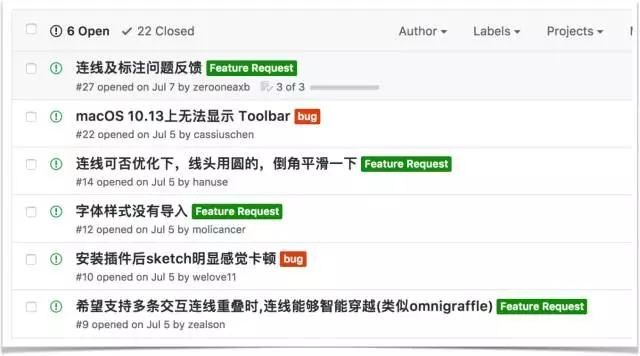 6 Open 22 Closed Author Labels Projects
连线及标注问题反馈 Feature Request
#27 opened on Jul 7 by zerooneaxb 3 of 3
macOS 10.13上无法显示 Toolbar bug
#22 opened on Jul 5 by cassiuschen
连线可否优化下，线头用圆的，倒角平滑一下 Feature Request
#14 opened on Jul 5 by hanuse
字体样式没有导入 Feature Request
#12 opened on Jul 5 by molicancer
安装插件后sketch明显感觉卡顿 bug
#10 opened on Jul 5 by welove11
希望支持多条交互连线重叠时,连线能够智能穿越(类似omnigraffle) Feature Request
#9 opened on Jul 5 by zealson